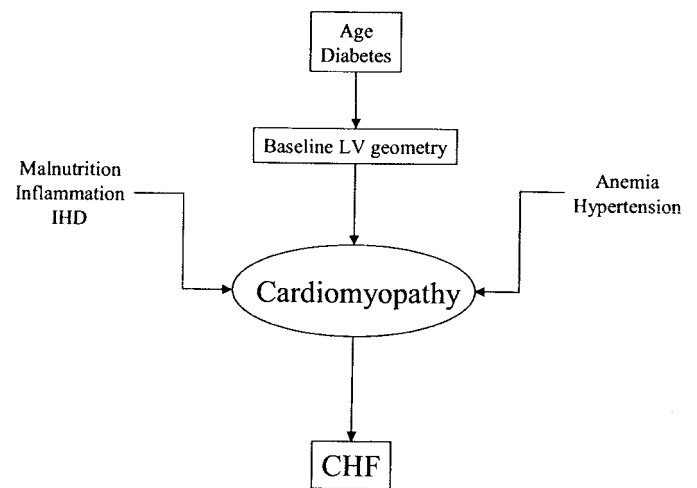 Age
Diabetes
Baseline LV geometry
Malnutrition
Inflammation
IHD
Anemia
Hypertension
Cardiomyopathy
CHF